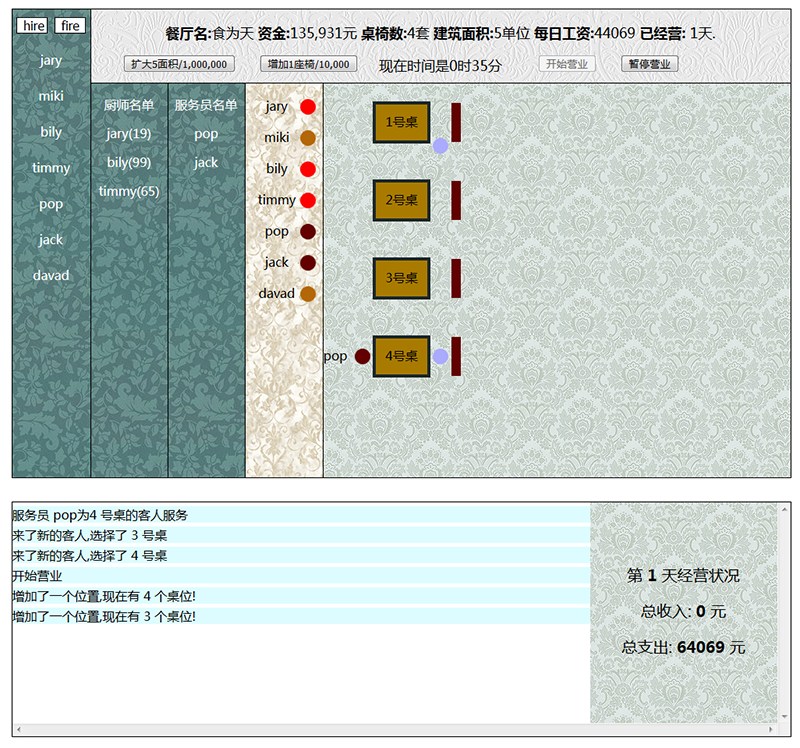 hire fire
餐厅名:食为天 资金:135,931元 桌椅数:4套 建筑面积:5单位 每日工资:44069 已经营: 1天.
扩大5面积/1,000,000 增加1座椅/10,000 现在时间是0时35分 开始营业 暂停营业
jary
miki
bily
timmy
pop
jack
davad
厨师名单
jary(19)
bily(99)
timmy(65)
服务员名单
pop
jack
jary
miki
bily
timmy
pop
jack
davad
1号桌
2号桌
3号桌
pop 4号桌
服务员 pop为4 号桌的客人服务
来了新的客人,选择了 3 号桌
来了新的客人,选择了 4 号桌
开始营业
增加了一个位置,现在有 4 个桌位!
增加了一个位置,现在有 3 个桌位!
第 1 天经营状况
总收入: 0 元
总支出: 64069 元